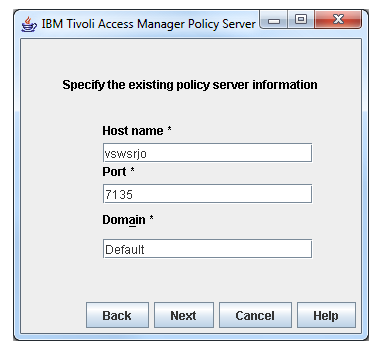 IBM Tivoli Access Manager Policy Server
Specify the existing policy server information
Host name *
vswsrjo
Port *
7135
Domain *
Default
Back Next Cancel Help